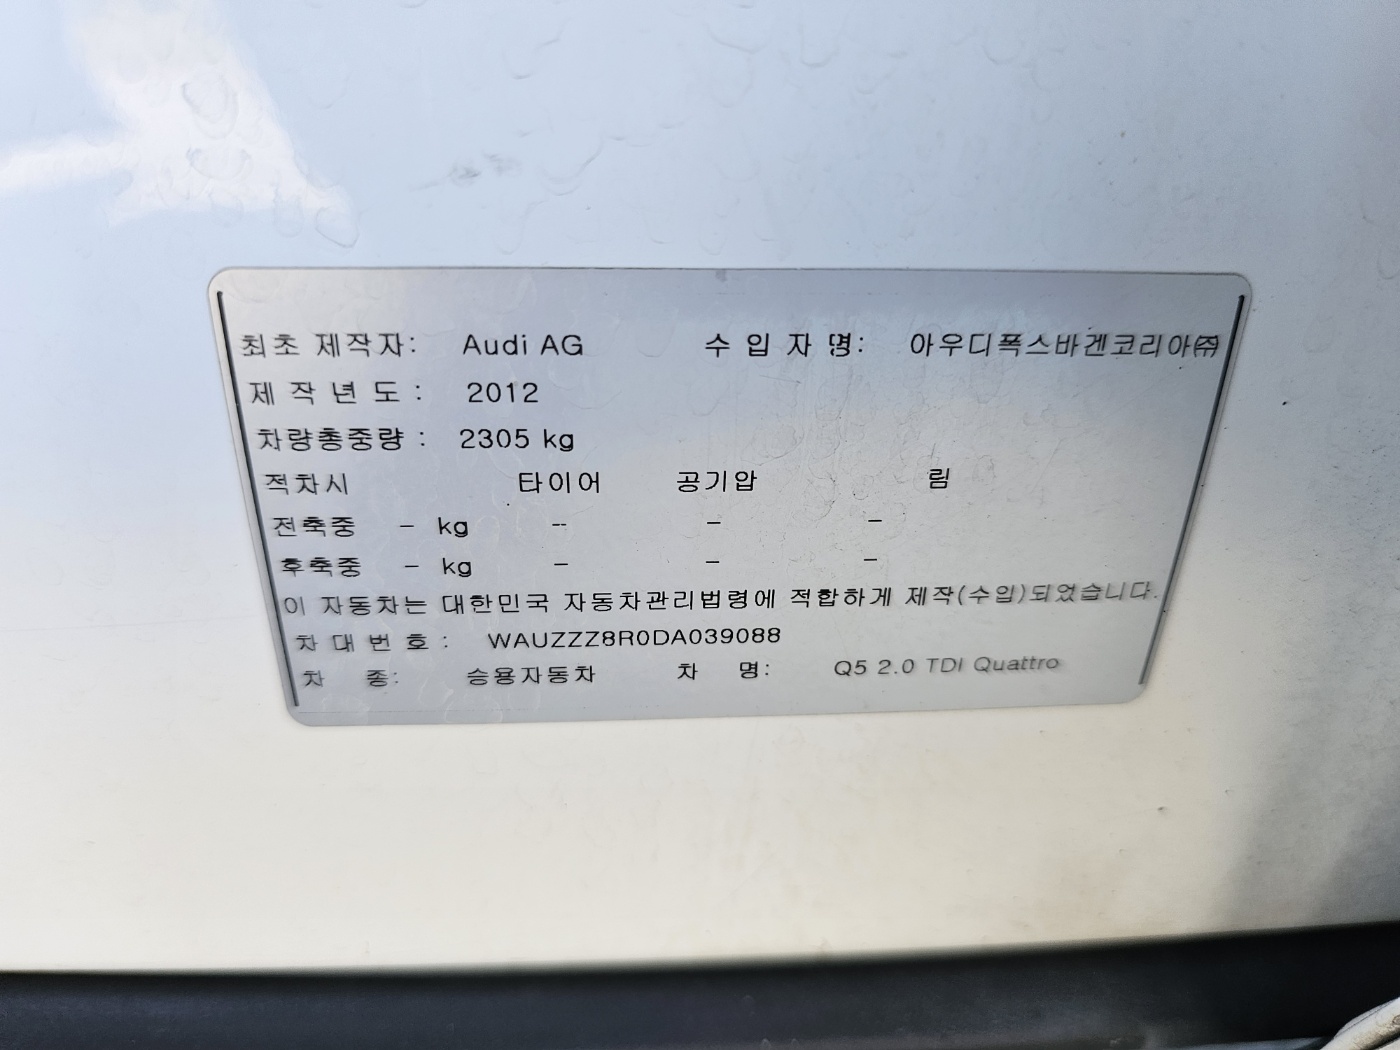 최초 제작자: Audi AG 수 입 자 명: 아우디폭스바겐코리아㈜
제 작 년 도 : 2012
차량총중량 : 2305 kg
적차시 타이어 공기압 림
전축중 - kg -- - -
후축중 - kg - - -
이 자동차는 대한민국 자동차관리법령에 적합하게 제작(수입)되었습니다.
차 대 번 호 : WAUZZZ8R0DA039088
차 종: 승용자동차 차 명: Q5 2.0 TDI Quattro